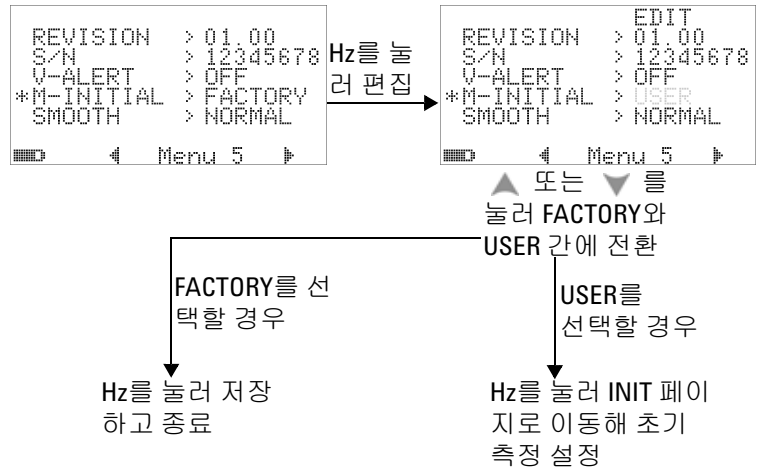 REVISION > 01.00
S/N > 12345678
V-ALERT > OFF
*M-INITIAL > FACTORY
SMOOTH > NORMAL
Menu 5
Hz를 눌
러 편집
EDIT
REVISION > 01.00
S/N > 12345678
V-ALERT > OFF
*M-INITIAL > USER
SMOOTH > NORMAL
Menu 5
또는 를
눌러 FACTORY와
USER 간에 전환
FACTORY를 선
택할 경우
USER를
선택할 경우
Hz를 눌러 저장
하고 종료
Hz를 눌러 INIT 페이
지로 이동해 초기
측정 설정